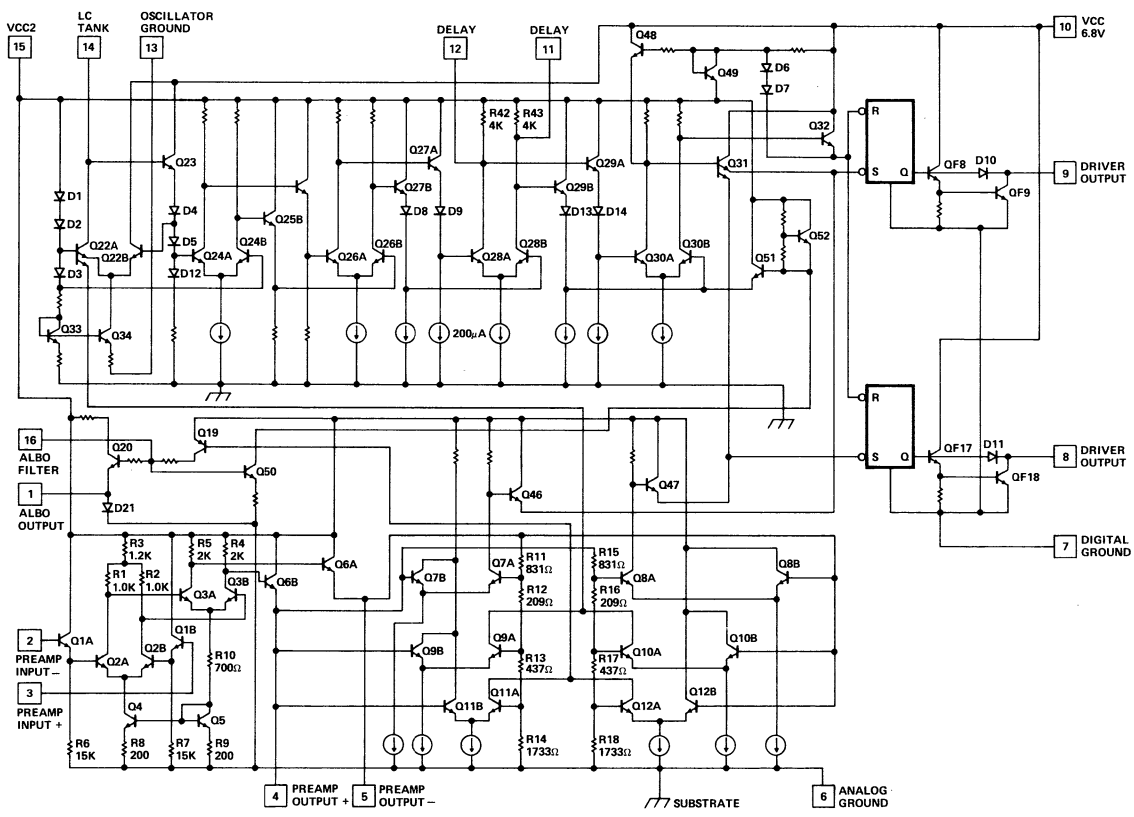 VCC2
15
LC
TANK
14
OSCILLATOR
GROUND
13
DELAY
12
DELAY
11
Q48
Q49
D6
D7
10
VCC
6.8V
D1
D2
D3
Q23
D4
D5
D12
Q22A
Q22B
Q33
Q34
Q24A
Q24B
Q25B
Q26A
Q26B
Q27A
Q27B
D8
D9
R42
4K
R43
4K
Q28A
Q28B
200μA
Q29A
Q29B
D13
D14
Q30A
Q30B
Q31
Q32
Q51
Q52
R
S
Q
QF8
D10
QF9
9
DRIVER
OUTPUT
R
S
Q
QF17
D11
QF18
8
DRIVER
OUTPUT
7
DIGITAL
GROUND
16
ALBO
FILTER
1
ALBO
OUTPUT
Q20
Q19
Q50
D21
Q46
Q47
R3
1.2K
R1
1.0K
R2
1.0K
R5
2K
R4
2K
Q3A
Q3B
Q6B
Q6A
2
PREAMP
INPUT−
3
PREAMP
INPUT +
Q1A
Q2A
Q2B
Q1B
R10
700Ω
Q4
Q5
R6
15K
R8
200
R7
15K
R9
200
Q7B
Q7A
R11
831Ω
R12
209Ω
Q9B
Q9A
R13
437Ω
Q11B
Q11A
R14
1733Ω
R15
831Ω
R16
209Ω
R17
437Ω
R18
1733Ω
Q8A
Q8B
Q10A
Q10B
Q12A
Q12B
4
PREAMP
OUTPUT +
5
PREAMP
OUTPUT −
SUBSTRATE
6
ANALOG
GROUND